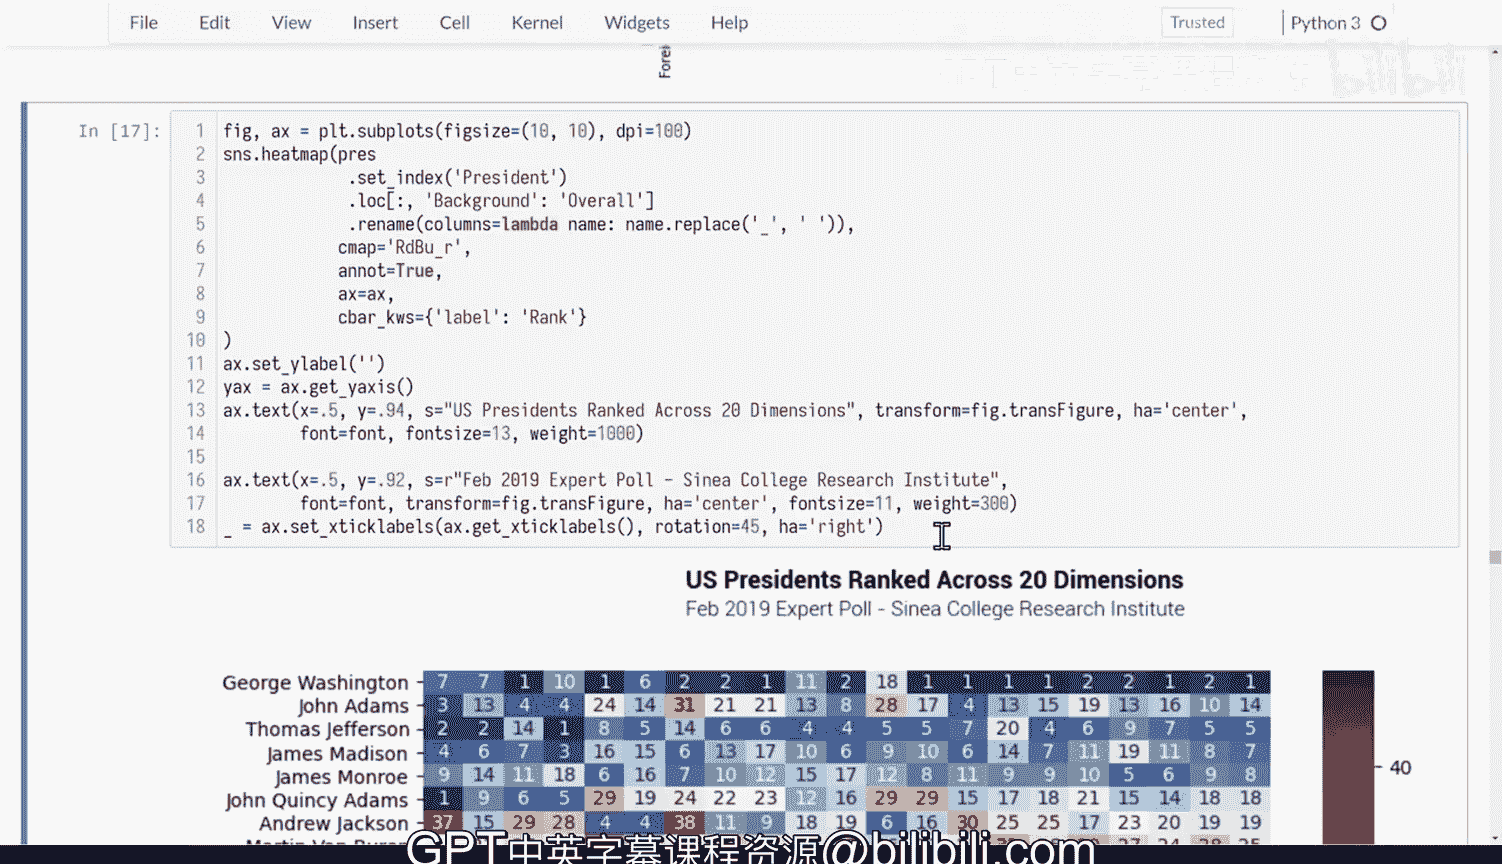 File Edit View Insert Cell Kernel Widgets Help Trusted Python 3
Forei
In [17]:
1 fig, ax = plt.subplots(figsize=(10, 10), dpi=100)
2 sns.heatmap(pres
3 .set_index('President')
4 .loc[:, 'Background': 'Overall']
5 .rename(columns=lambda name: name.replace('_', ' ')),
6 cmap='RdBu_r',
7 annot=True,
8 ax=ax,
9 cbar_kws={'label': 'Rank'}
10 )
11 ax.set_ylabel('')
12 yax = ax.get_yaxis()
13 ax.text(x=.5, y=.94, s="US Presidents Ranked Across 20 Dimensions", transform=fig.transFigure, ha='center',
14 font=font, fontsize=13, weight=1000)
15
16 ax.text(x=.5, y=.92, s=r"Feb 2019 Expert Poll - Sinea College Research Institute",
17 font=font, transform=fig.transFigure, ha='center', fontsize=11, weight=300)
18 _ = ax.set_xticklabels(ax.get_xticklabels(), rotation=45, ha='right')
US Presidents Ranked Across 20 Dimensions
Feb 2019 Expert Poll - Sinea College Research Institute
George Washington 7 7 1 10 1 6 2 2 1 11 2 18 1 1 1 1 2 2 1 2 1
John Adams 3 13 4 4 24 14 31 21 21 13 8 28 17 4 13 15 19 13 16 10 14
Thomas Jefferson 2 2 14 1 8 5 14 6 6 4 4 5 5 7 20 4 6 9 7 5 5
James Madison 4 6 7 3 16 15 6 13 17 10 6 9 10 6 14 7 11 19 11 8 7
40
James Monroe 9 14 11 18 6 16 7 10 12 15 17 12 8 11 9 9 10 5 6 9 8
John Quincy Adams 1 9 6 5 29 19 24 22 23 12 16 29 29 15 17 18 21 15 14 18 18
Andrew Jackson 37 15 29 28 4 4 38 11 9 18 19 6 16 30 25 25 17 23 20 19 19
GPT中英字幕课程资源@bilibili.com
bilibili